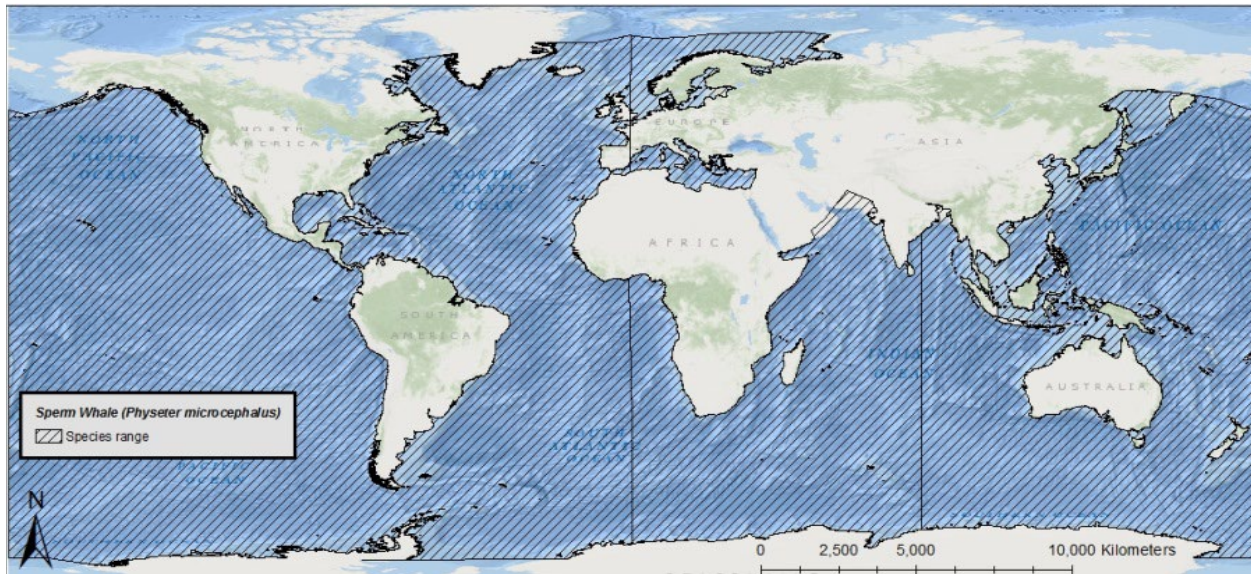 NORTH
PACIFIC
OCEAN
NORTH
AMERICA
NORTH
ATLANTIC
OCEAN
EUROPE
ASIA
AFRICA
PACIFIC OCEAN
SOUTH
AMERICA
INDIAN
OCEAN
AUSTRALIA
Sperm Whale (Physeter microcephalus)
Species range
SOUTH
ATLANTIC
OCEAN
PACIFIC
OCEAN
N
0 2,500 5,000 10,000 Kilometers